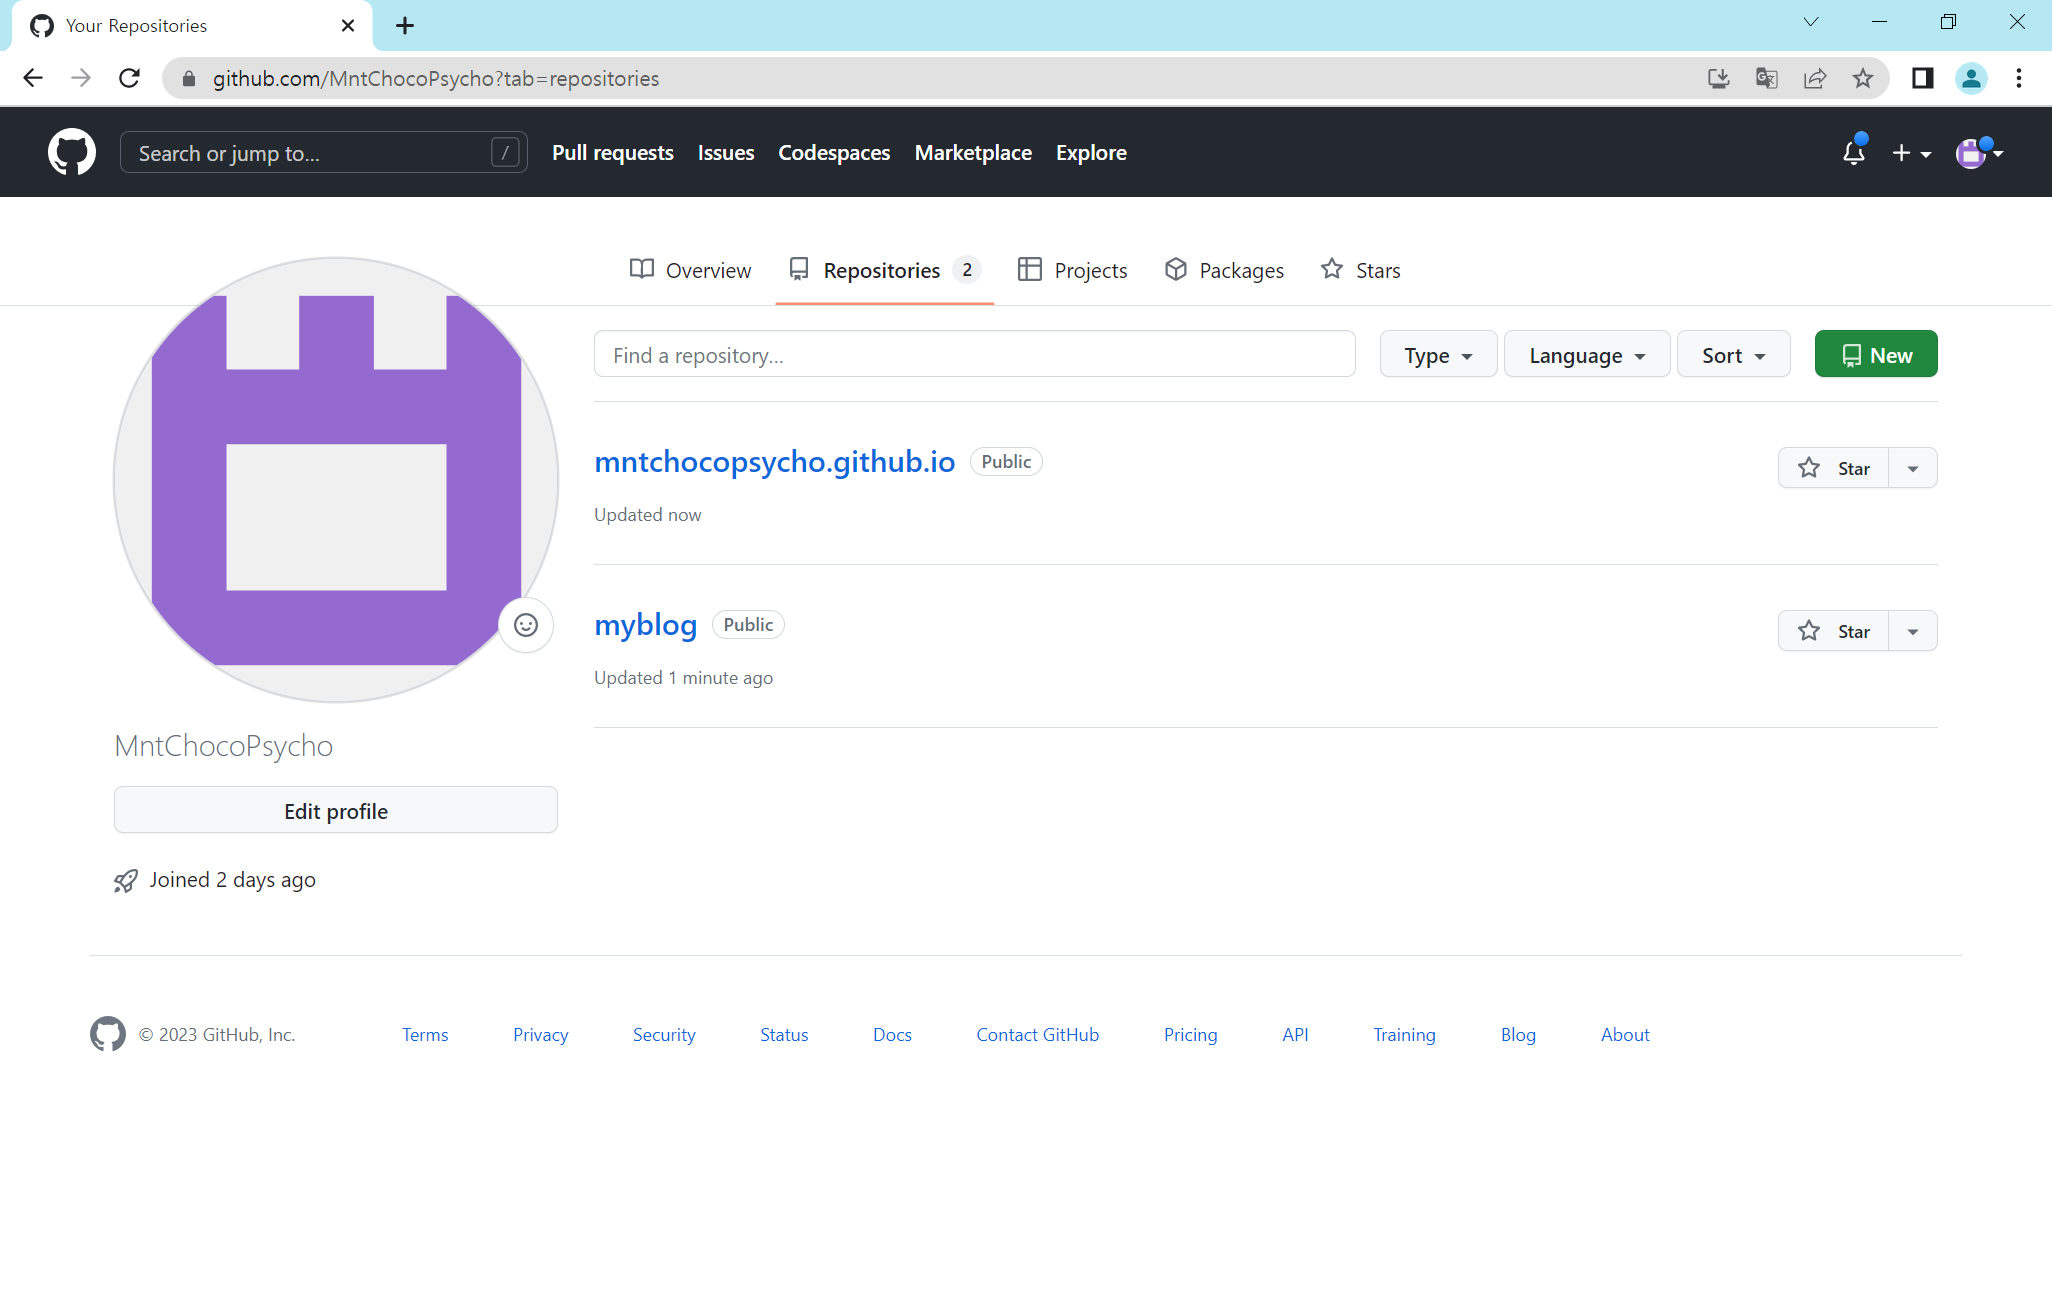 Your Repositories
github.com/MntChocoPsycho?tab=repositories
Search or jump to... / Pull requests Issues Codespaces Marketplace Explore
Overview Repositories 2 Projects Packages Stars
Find a repository... Type Language Sort New
mntchocopsycho.github.io Public Star
Updated now
myblog Public Star
Updated 1 minute ago
MntChocoPsycho
Edit profile
Joined 2 days ago
© 2023 GitHub, Inc. Terms Privacy Security Status Docs Contact GitHub Pricing API Training Blog About